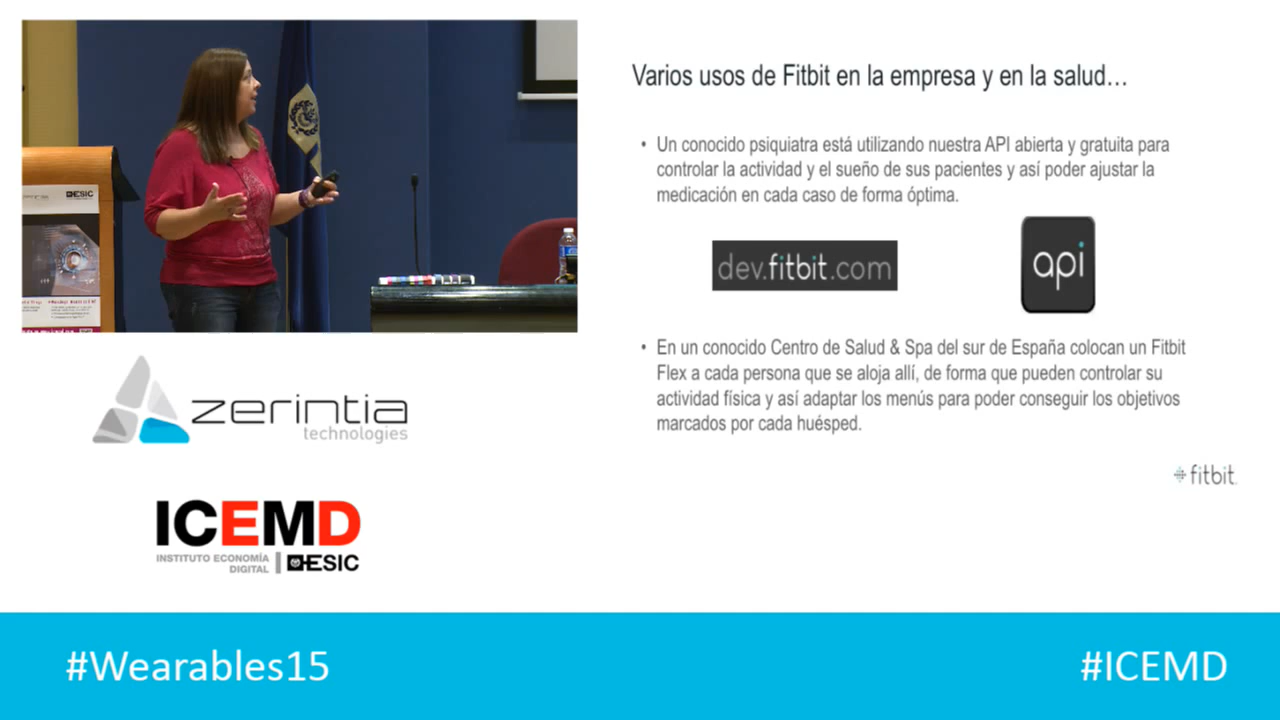 Varios usos de Fitbit en la empresa y en la salud…
• Un conocido psiquiatra está utilizando nuestra API abierta y gratuita para
controlar la actividad y el sueño de sus pacientes y así poder ajustar la
medicación en cada caso de forma óptima.
dev.fitbit.com
api
• En un conocido Centro de Salud & Spa del sur de España colocan un Fitbit
Flex a cada persona que se aloja allí, de forma que pueden controlar su
actividad física y así adaptar los menús para poder conseguir los objetivos
marcados por cada huésped.
fitbit
ESIC
zerintia
technologies
ICEMD
INSTITUTO ECONOMÍA
DIGITAL
ESIC
#Wearables15
#ICEMD